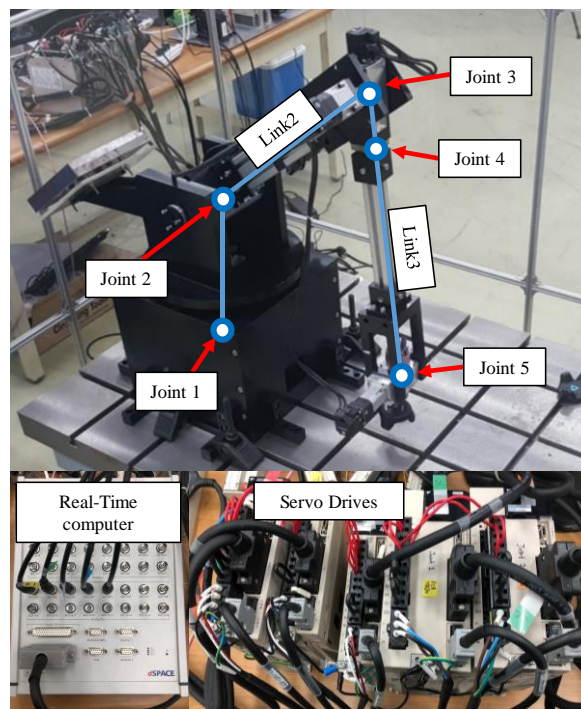 Joint 3
Link2
Joint 4
Joint 2
Link3
Joint 1
Joint 5
Real-Time
computer
Servo Drives
dSPACE